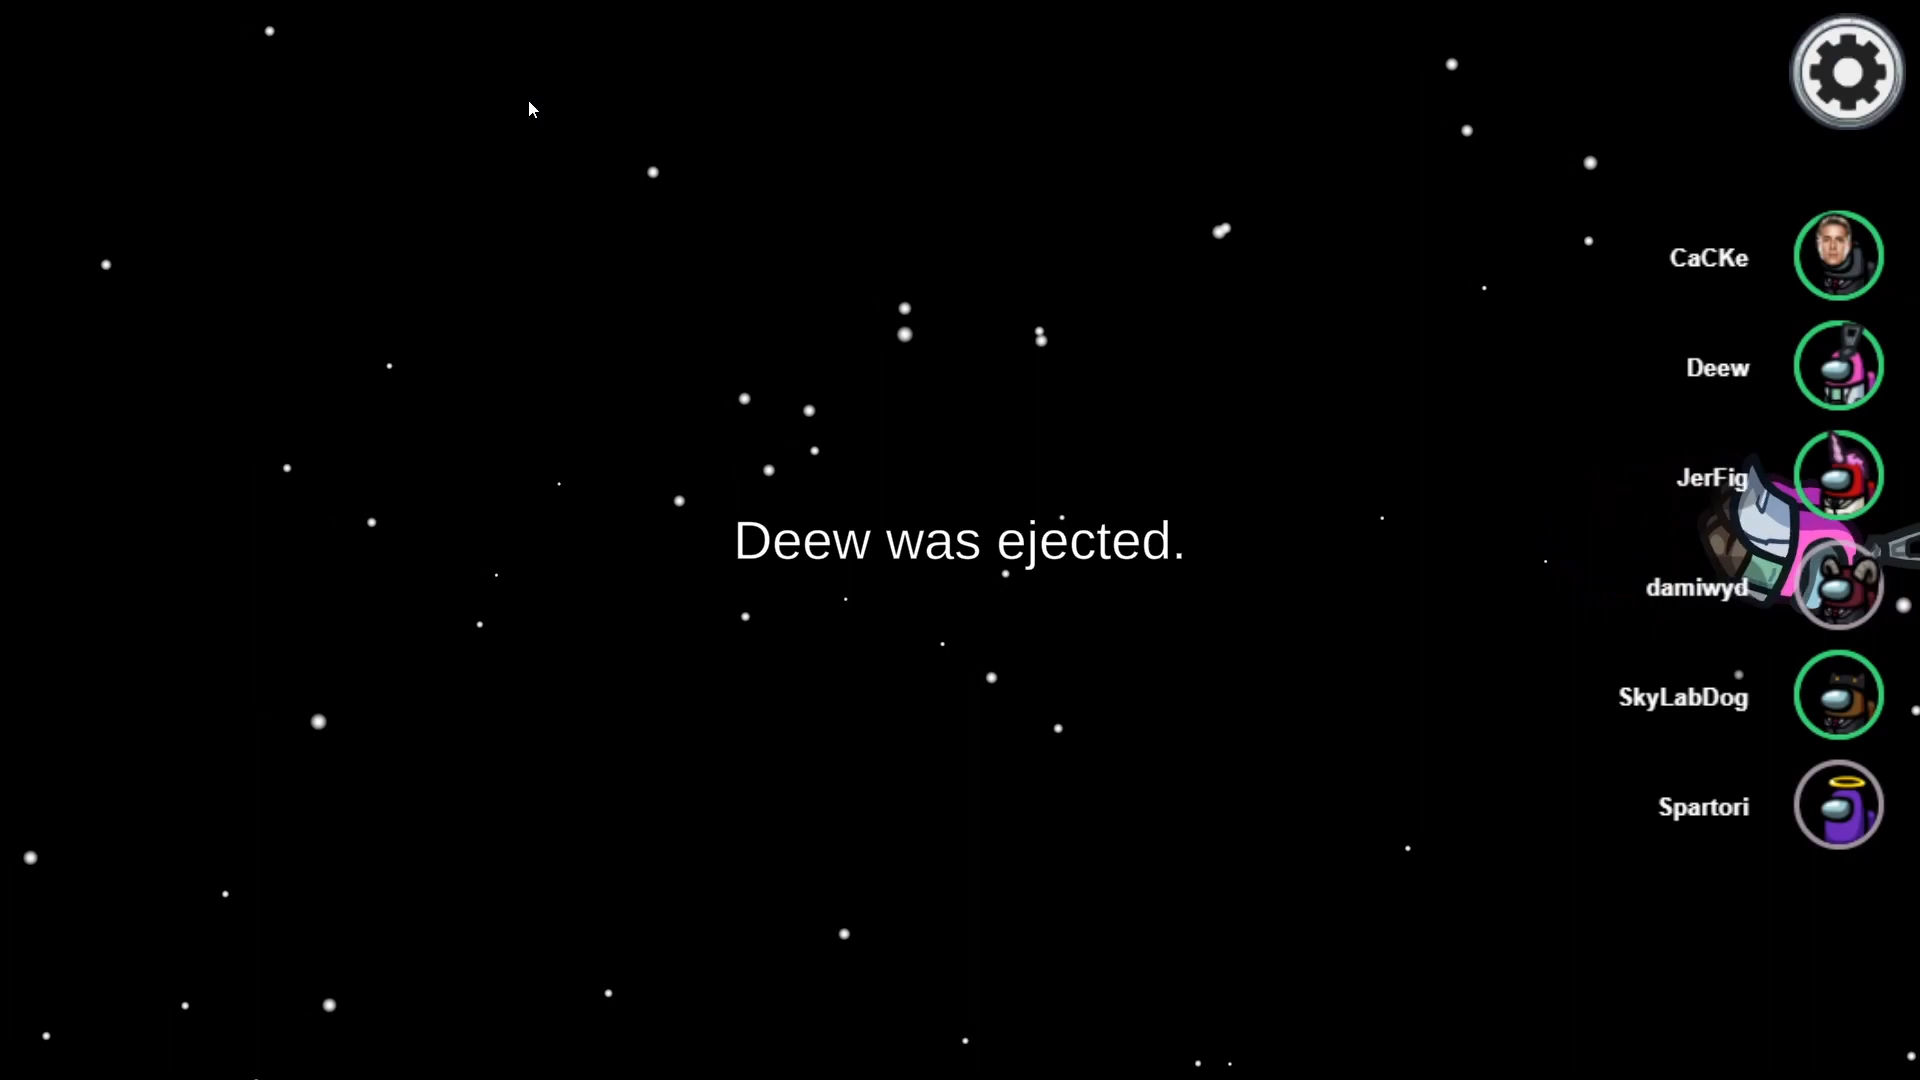 CaCKe
Deew
JerFig
Deew was ejected.
damiwyd
SkyLabDog
Spartori